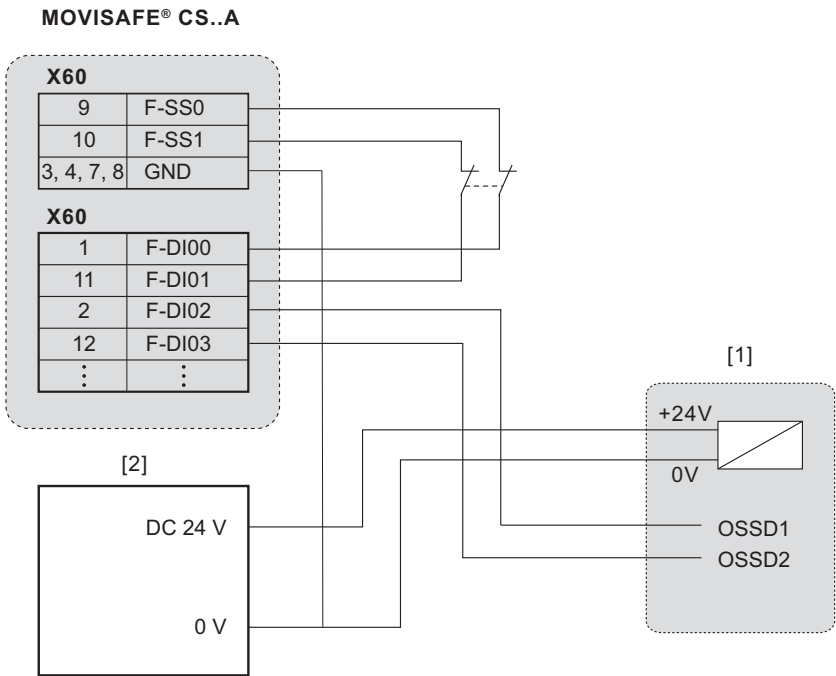 MOVISAFE® CS..A
X60
9 F-SS0
10 F-SS1
3, 4, 7, 8 GND
X60
1 F-DI00
11 F-DI01
2 F-DI02
12 F-DI03
⋮ ⋮
[1]
+24V
0V
OSSD1
OSSD2
[2]
DC 24 V
0 V